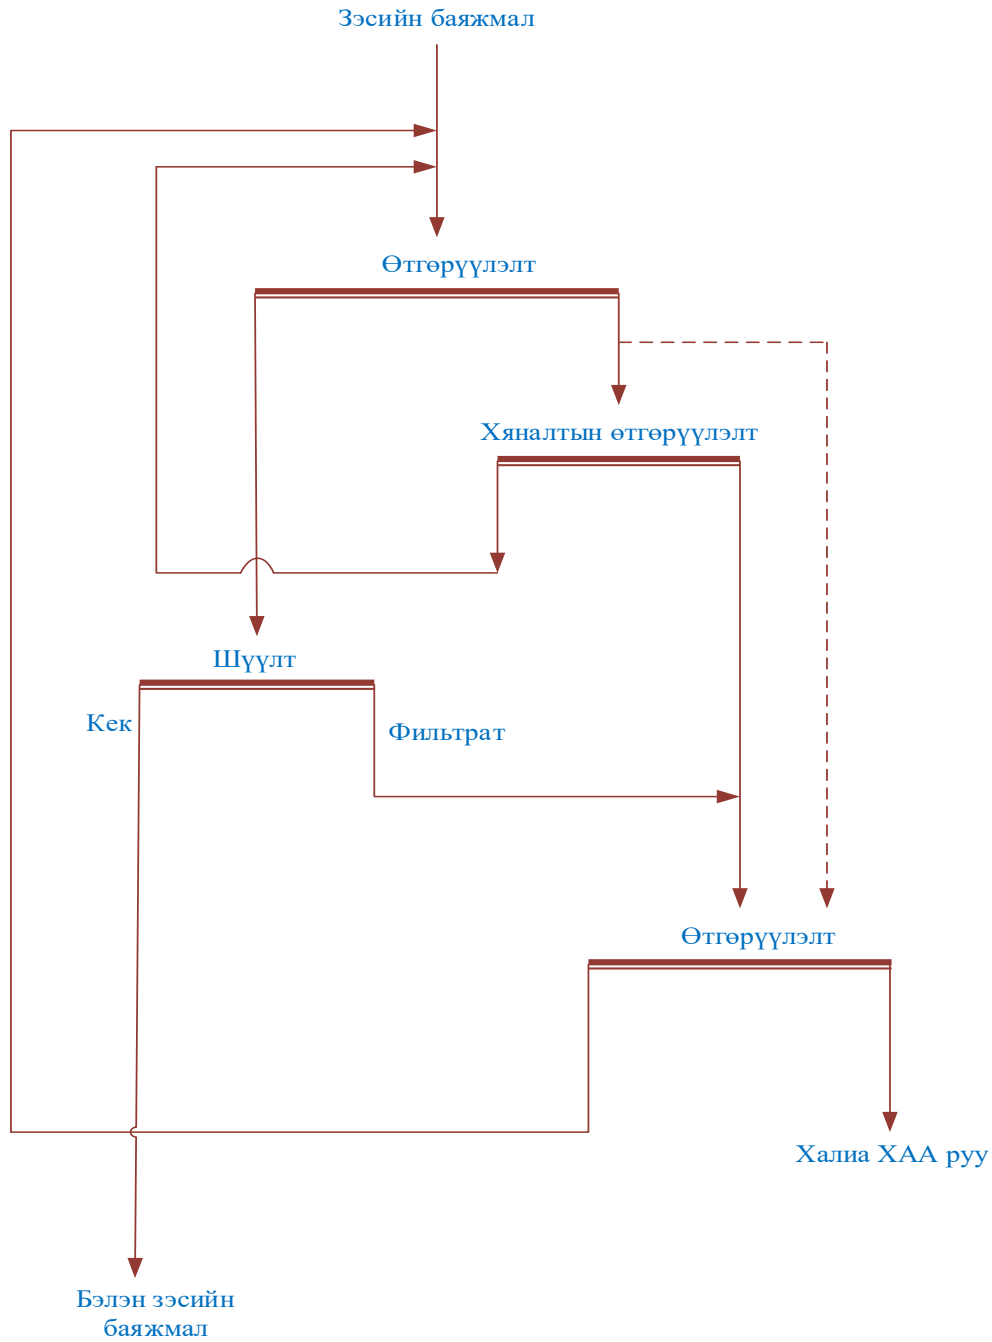 Зэсийн баяжмал
Өтгөрүүлэлт
Хяналтын өтгөрүүлэлт
Шүүлт
Кек
Фильтрат
Өтгөрүүлэлт
Халиа ХАА руу
Бэлэн зэсийн
баяжмал